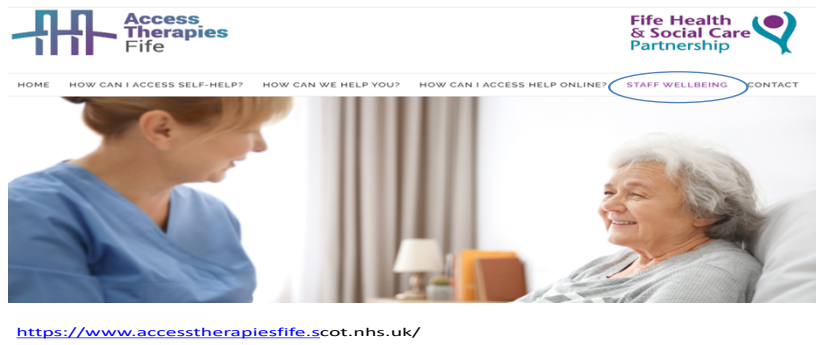 Access
Therapies
Fife
Fife Health
& Social Care
Partnership
HOME HOW CAN I ACCESS SELF-HELP? HOW CAN WE HELP YOU? HOW CAN I ACCESS HELP ONLINE? STAFF WELLBEING CONTACT
https://www.accesstherapiesfife.scot.nhs.uk/